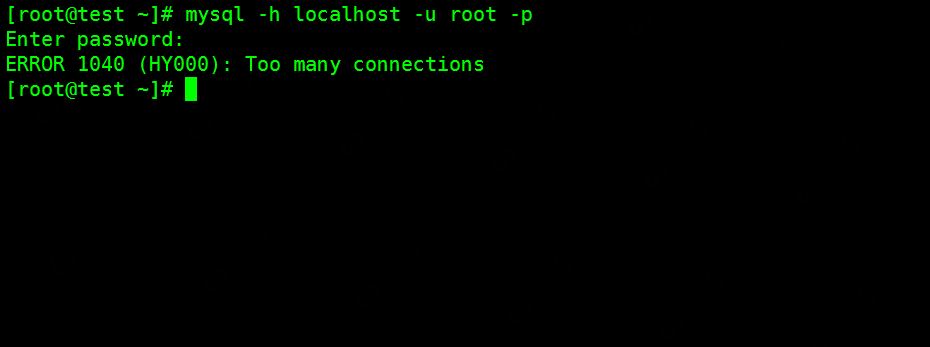 [root@test ~]# mysql -h localhost -u root -p
Enter password:
ERROR 1040 (HY000): Too many connections
[root@test ~]#